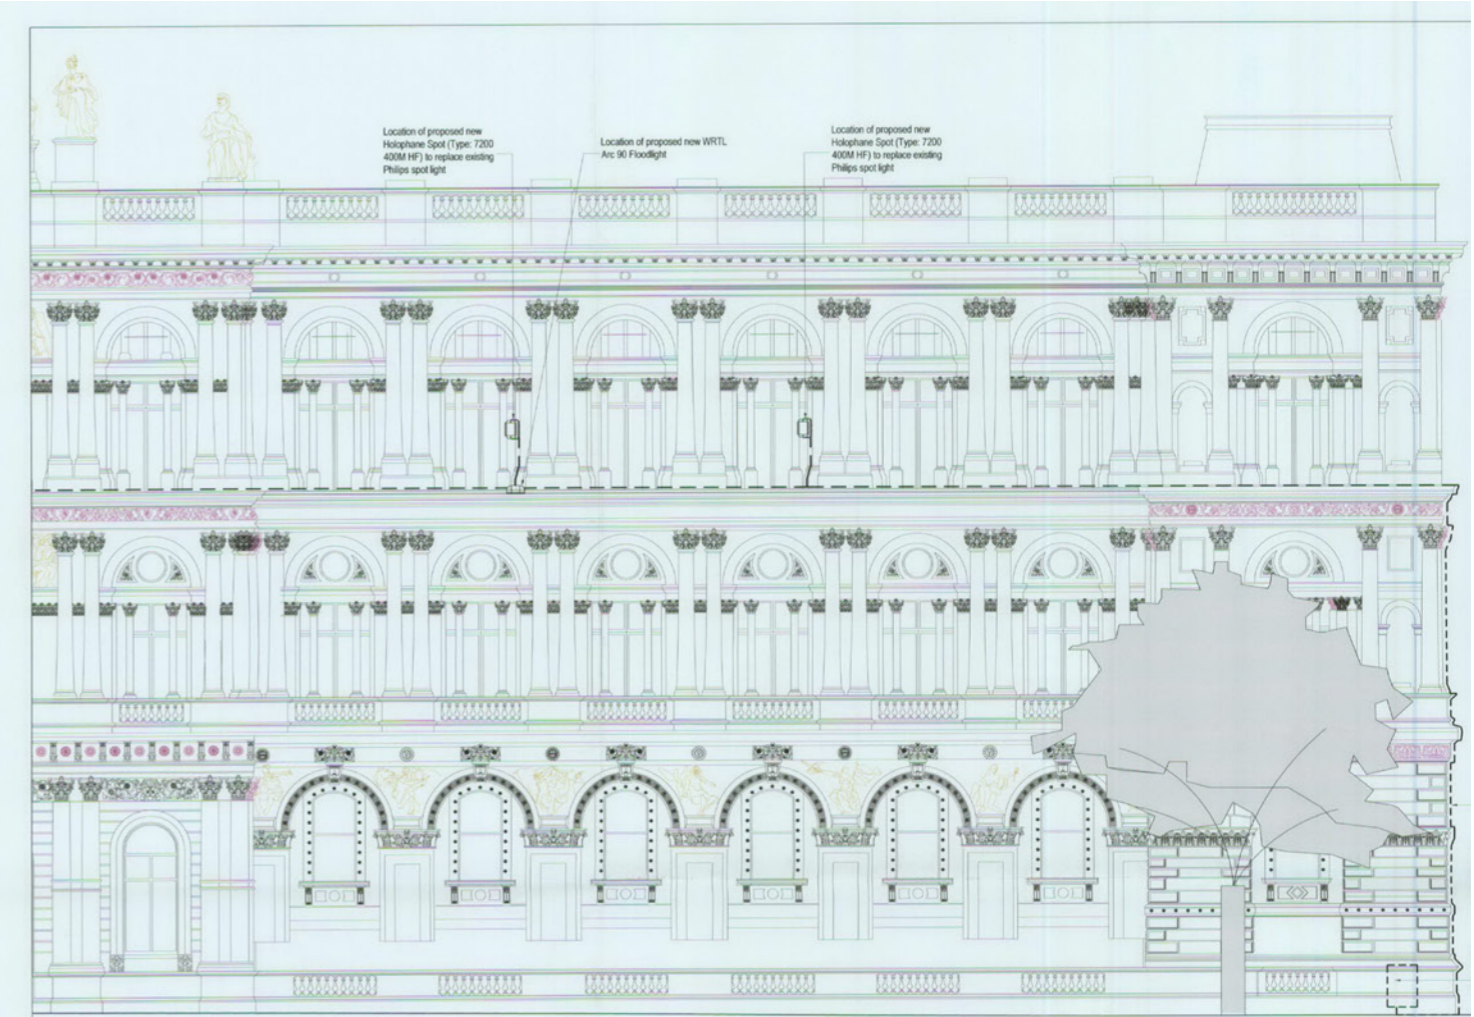 Location of proposed new
Holophane Spot (Type: 7200
400M HF) to replace existing
Philips spot light
Location of proposed new WRTL
Arc 90 Floodlight
Location of proposed new
Holophane Spot (Type: 7200
400M HF) to replace existing
Philips spot light